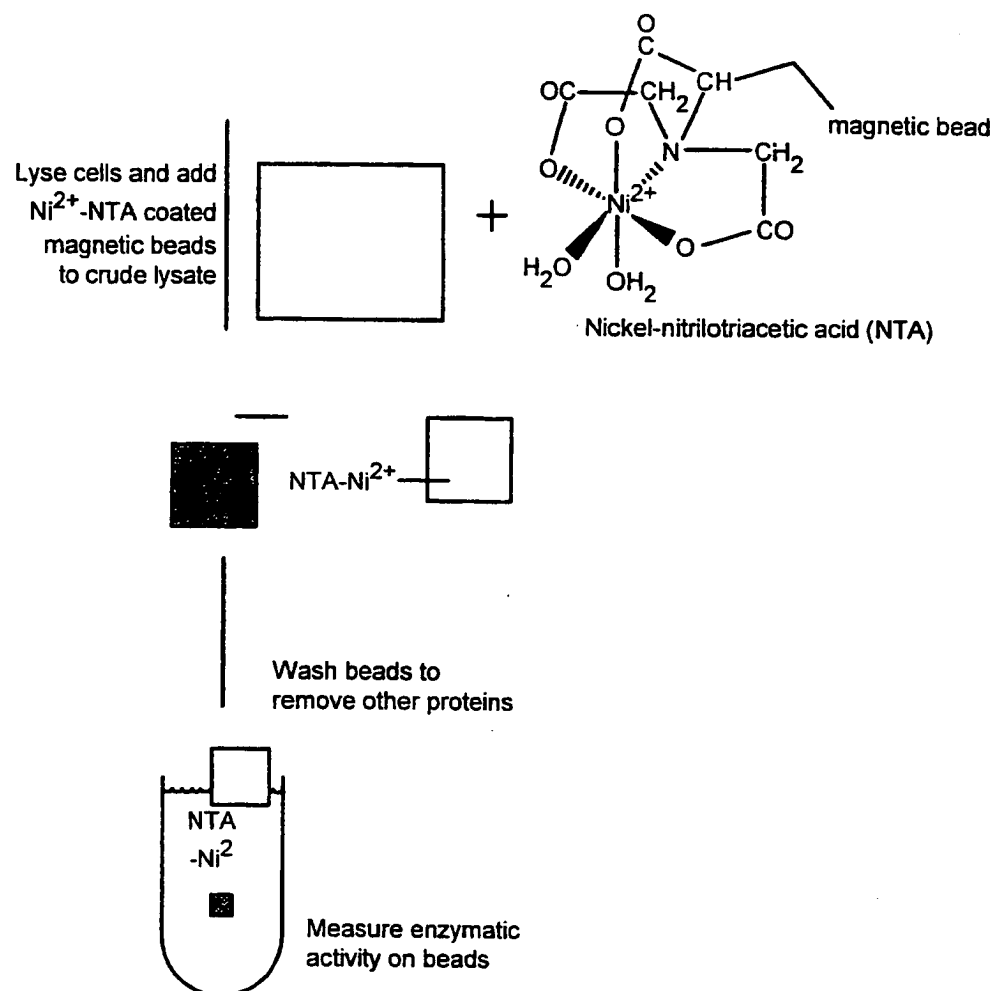 Lyse cells and add
Ni2+-NTA coated
magnetic beads
to crude lysate
+
O
C
CH
OC
CH2
magnetic bead
O
O
N
CH2
Ni2+
O
CO
H2O
OH2
Nickel-nitrilotriacetic acid (NTA)
NTA-Ni2+
Wash beads to
remove other proteins
NTA
-Ni2
Measure enzymatic
activity on beads